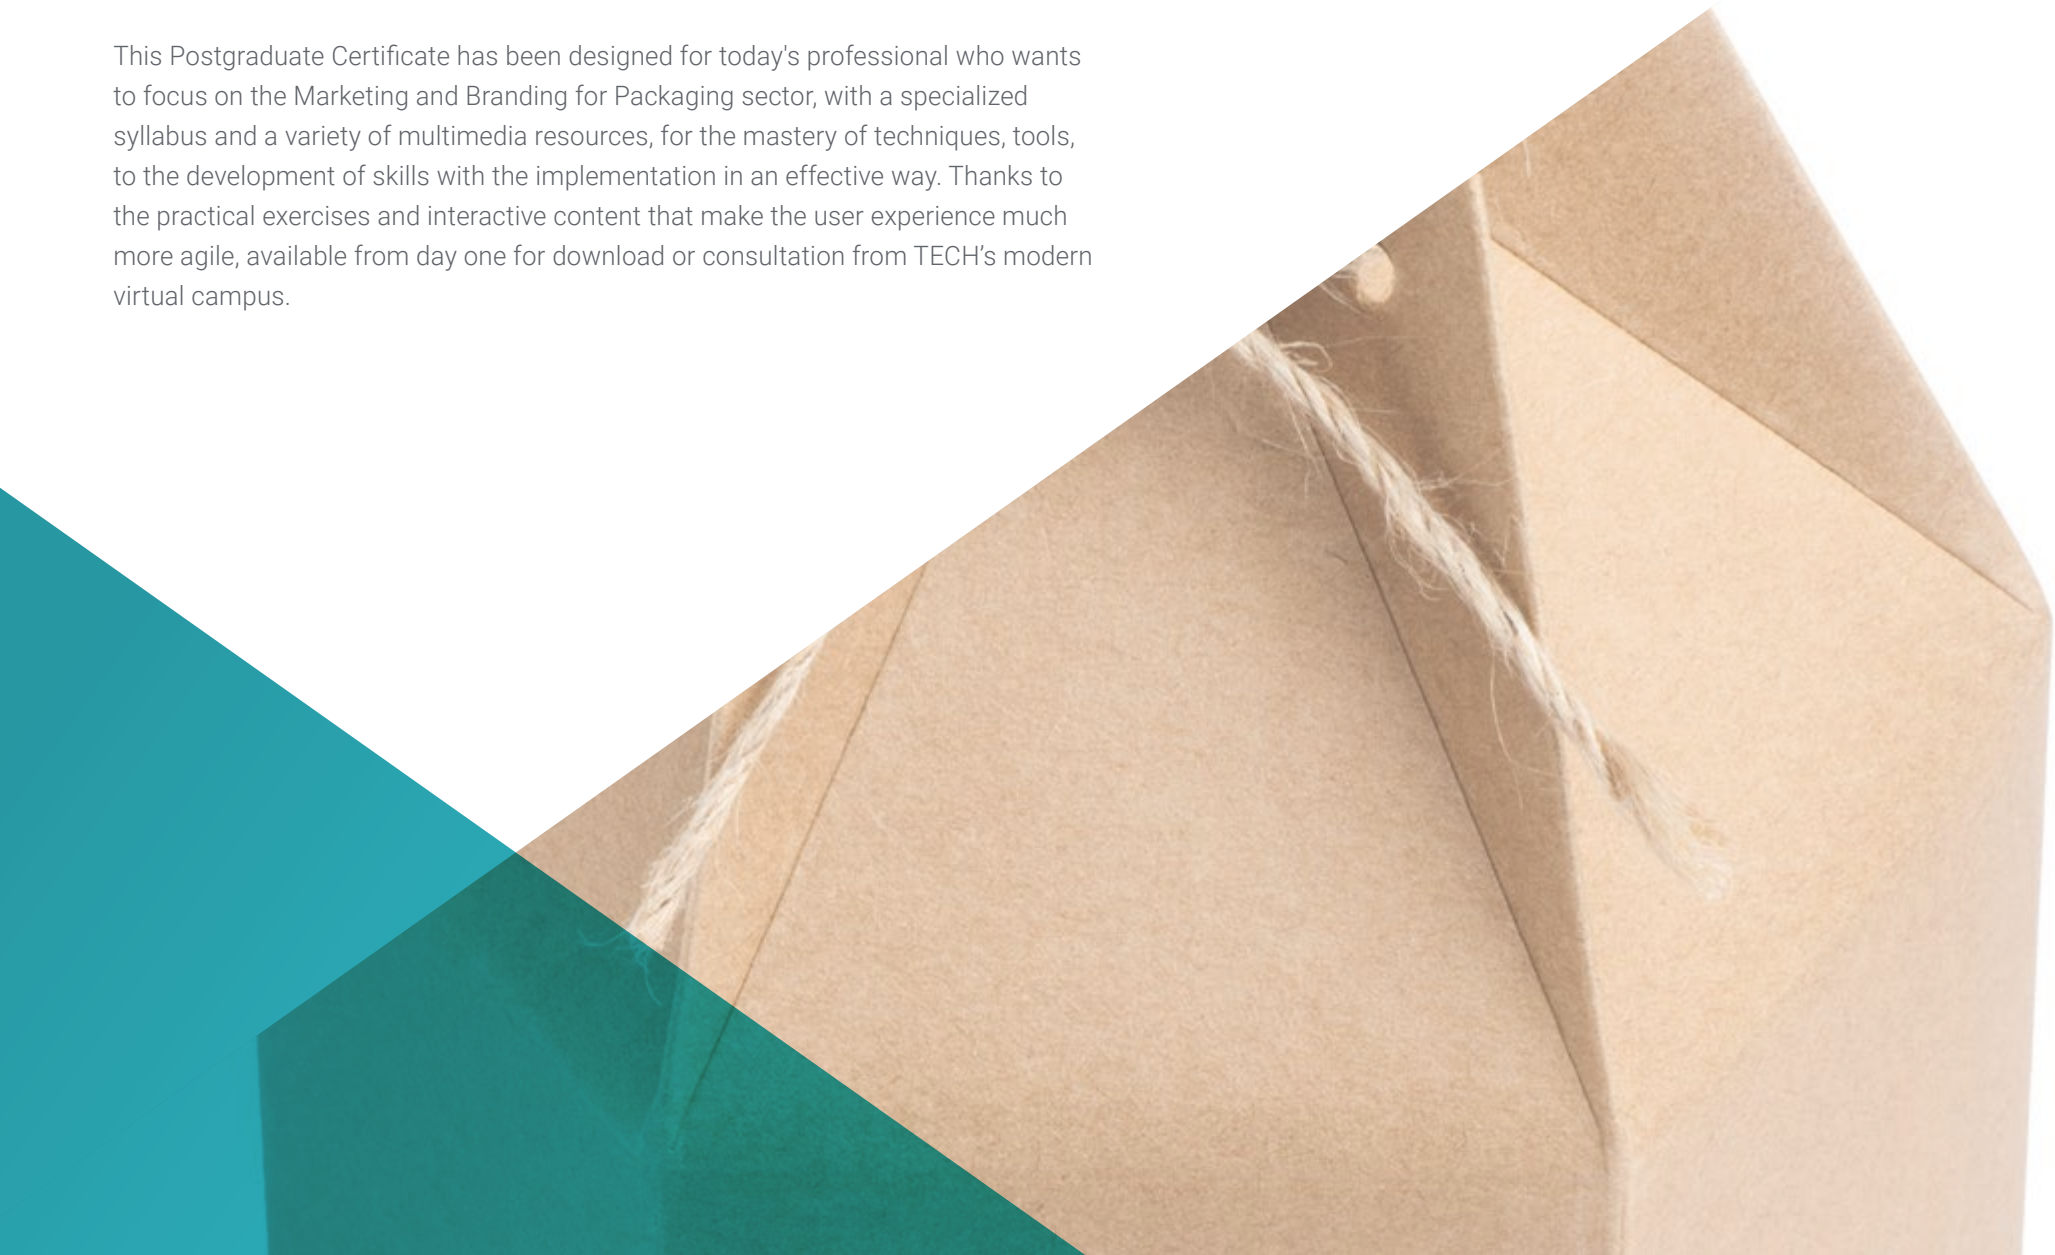 This Postgraduate Certificate has been designed for today's professional who wants
to focus on the Marketing and Branding for Packaging sector, with a specialized
syllabus and a variety of multimedia resources, for the mastery of techniques, tools,
to the development of skills with the implementation in an effective way. Thanks to
the practical exercises and interactive content that make the user experience much
more agile, available from day one for download or consultation from TECH’s modern
virtual campus.